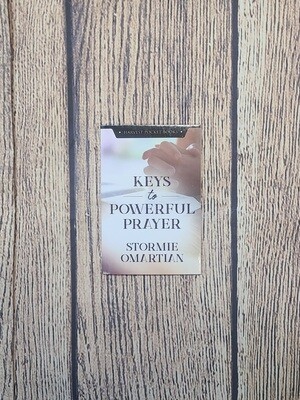 KEYS
to
POWERFUL
PRAYER
STORMIE
OMARTIAN